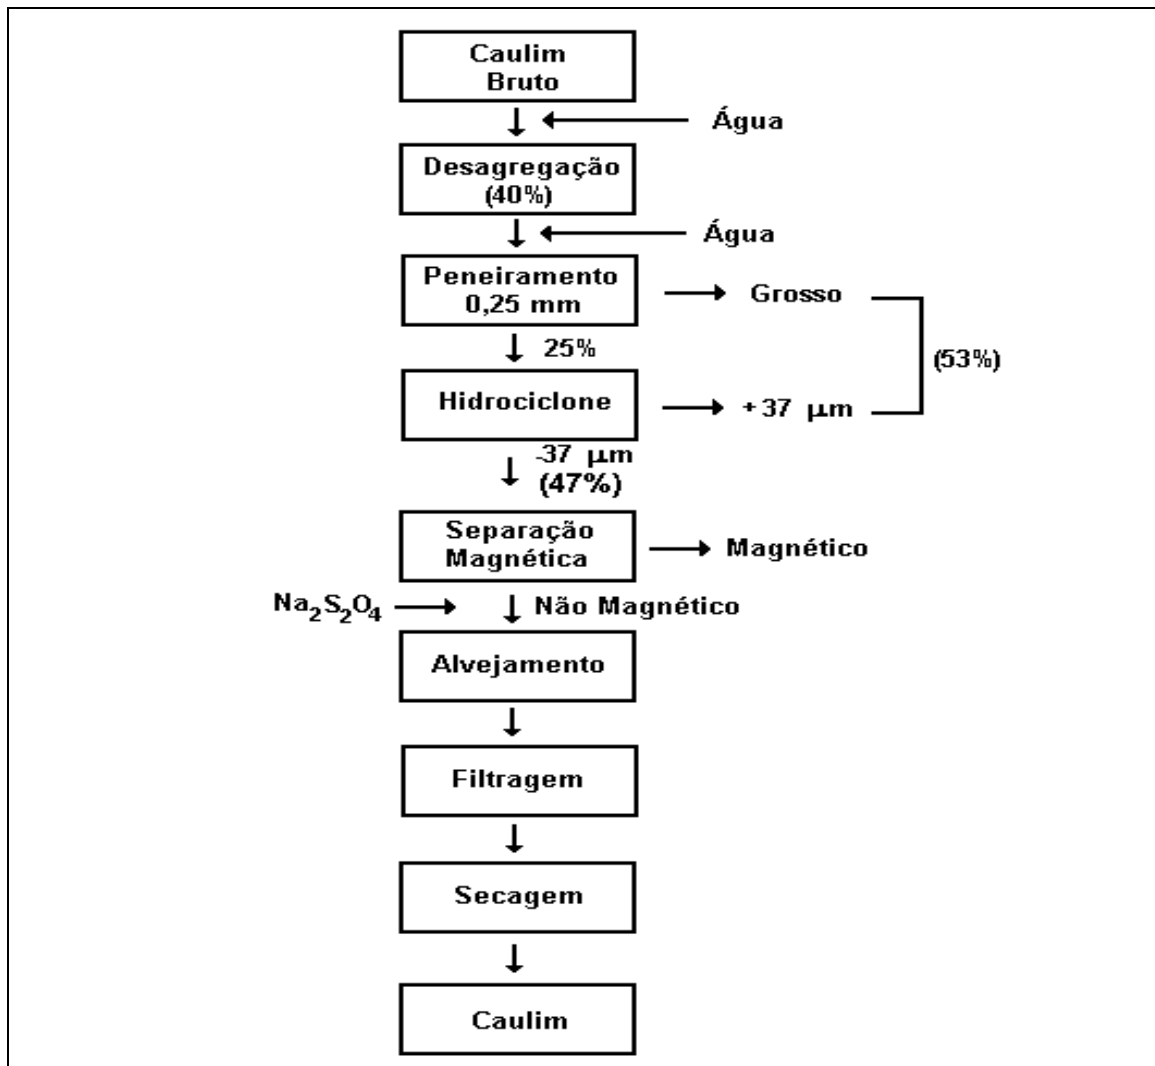 Caulim
Bruto
Água
Desagregação
(40%)
Água
Peneiramento
0,25 mm
Grosso
25%
(53%)
Hidrociclone
+ 37 μm
-37 μm
(47%)
Separação
Magnética
Magnético
Na₂S₂O₄
Não Magnético
Alvejamento
Filtragem
Secagem
Caulim